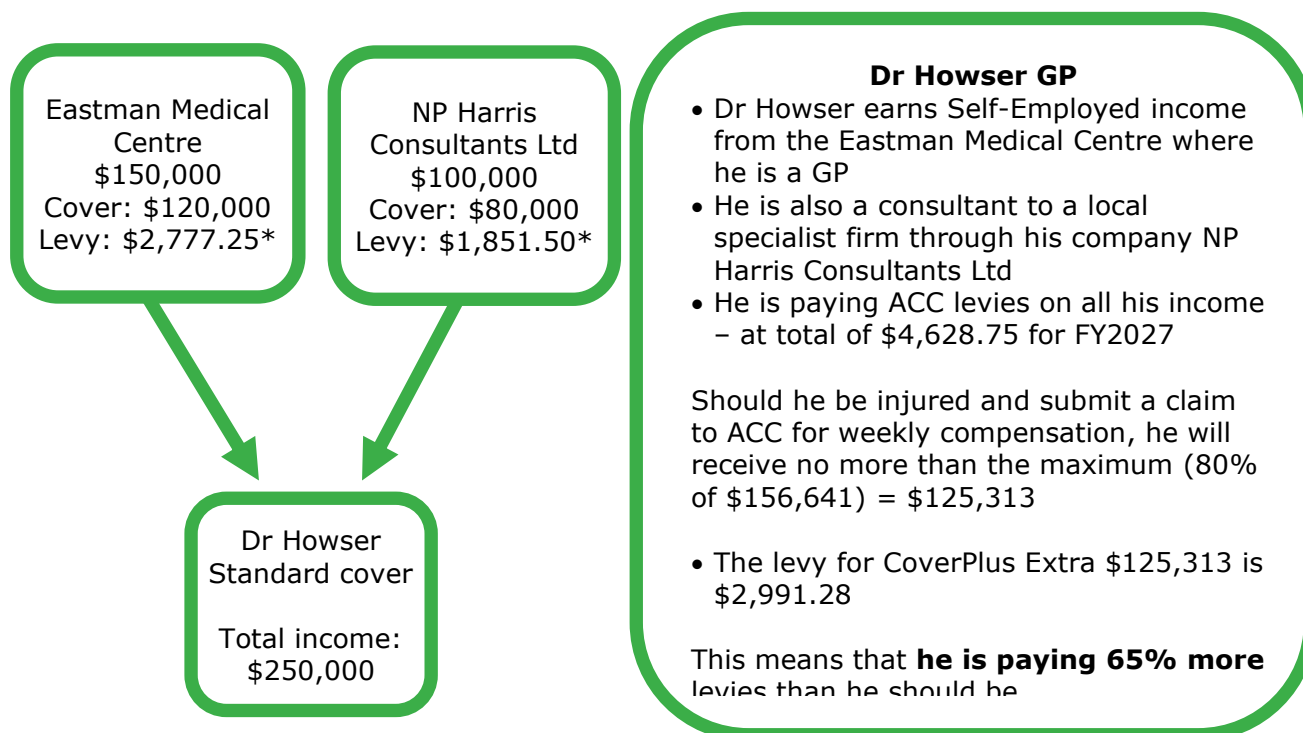 Eastman Medical
Centre
$150,000
Cover: $120,000
Levy: $2,777.25*
NP Harris
Consultants Ltd
$100,000
Cover: $80,000
Levy: $1,851.50*
Dr Howser
Standard cover
Total income:
$250,000
Dr Howser GP
• Dr Howser earns Self-Employed income
from the Eastman Medical Centre where
he is a GP
• He is also a consultant to a local
specialist firm through his company NP
Harris Consultants Ltd
• He is paying ACC levies on all his income
– at total of $4,628.75 for FY2027
Should he be injured and submit a claim
to ACC for weekly compensation, he will
receive no more than the maximum (80%
of $156,641) = $125,313
• The levy for CoverPlus Extra $125,313 is
$2,991.28
This means that he is paying 65% more
levies than he should be